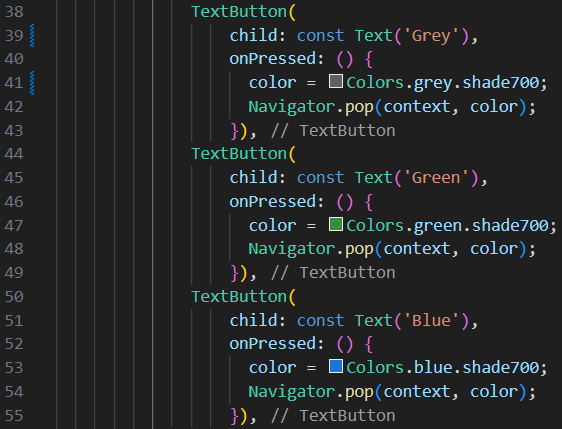 38 TextButton(
39 child: const Text('Grey'),
40 onPressed: () {
41 color = Colors.grey.shade700;
42 Navigator.pop(context, color);
43 }), // TextButton
44 TextButton(
45 child: const Text('Green'),
46 onPressed: () {
47 color = Colors.green.shade700;
48 Navigator.pop(context, color);
49 }), // TextButton
50 TextButton(
51 child: const Text('Blue'),
52 onPressed: () {
53 color = Colors.blue.shade700;
54 Navigator.pop(context, color);
55 }), // TextButton